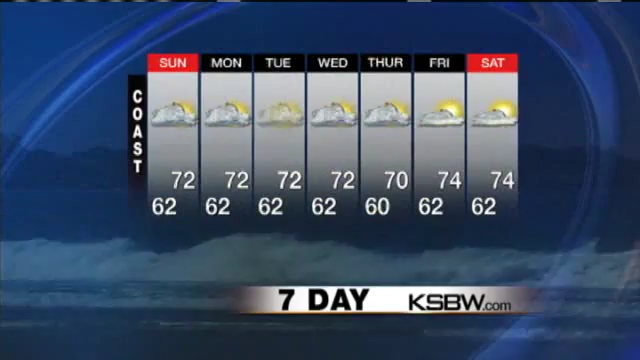 SUN MON TUE WED THUR FRI SAT
COAST
72 72 72 72 70 74 74
62 62 62 62 60 62 62
7 DAY KSBW.com